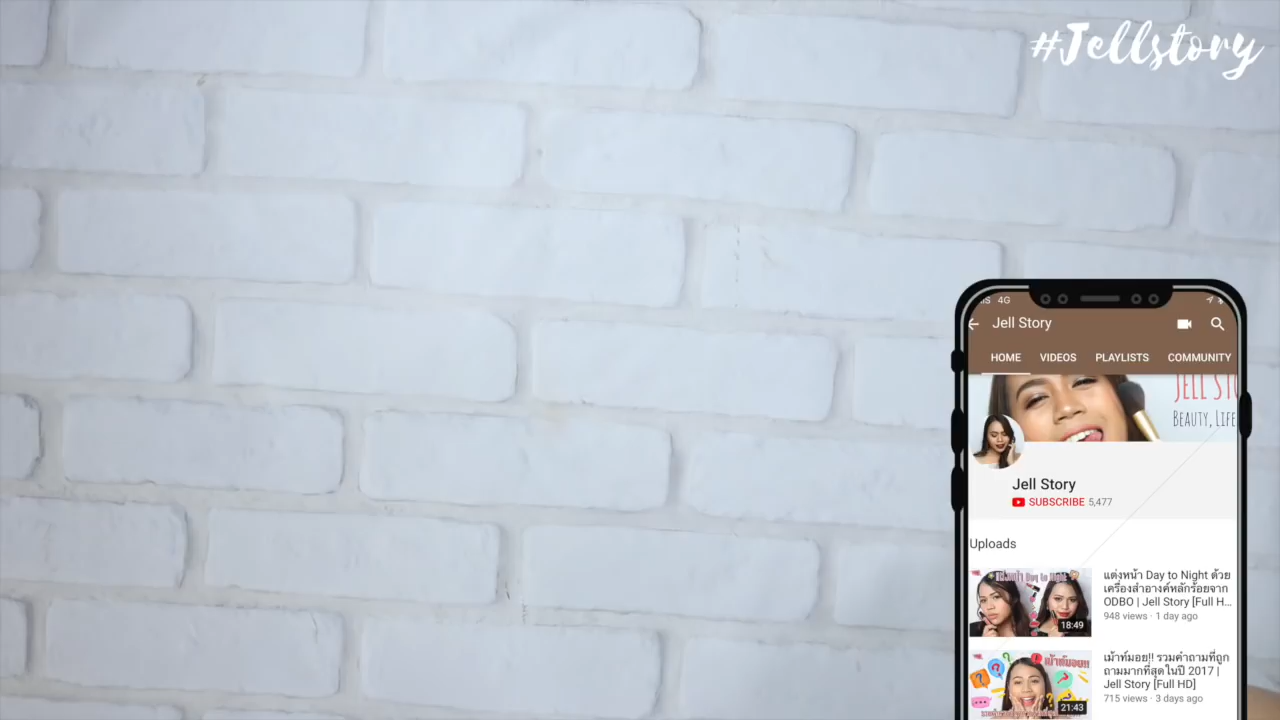 #Jellstory
4G
Jell Story
HOME VIDEOS PLAYLISTS COMMUNITY
BEAUTY, LIFE
Jell Story
SUBSCRIBE 5,477
Uploads
แต่งหน้า Day to Night ด้วย
เครื่องสำอางค์หลักร้อยจาก
ODBO | Jell Story [Full H...
948 views · 1 day ago
18:49
เม้าท์มอย!! รวมคำถามที่ถูก
ถามมากที่สุดในปี 2017 |
Jell Story [Full HD]
715 views · 3 days ago
21:43